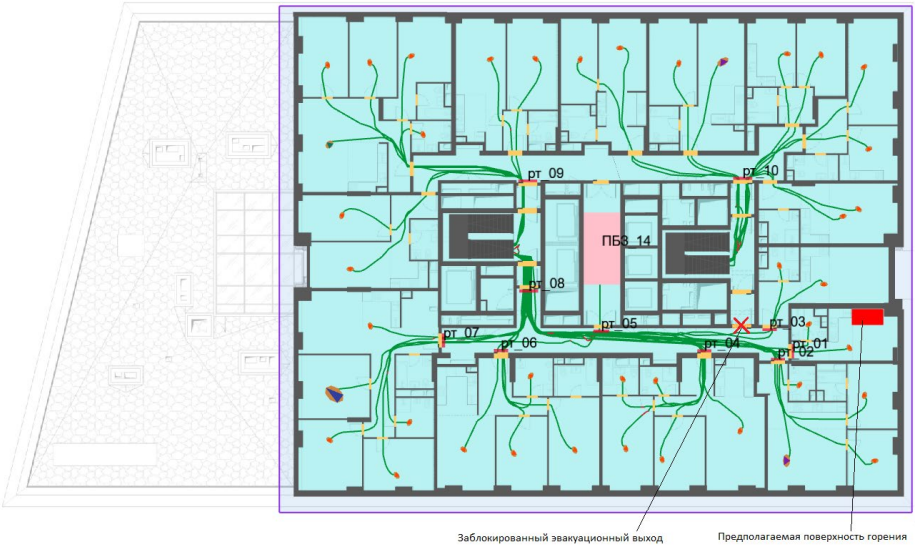 рт_09
рт_10
ПБЗ_14
рт_08
рт_05
рт_03
рт_07
рт_06
рт_04
рт_01
рт_02
Заблокированный эвакуационный выход
Предполагаемая поверхность горения